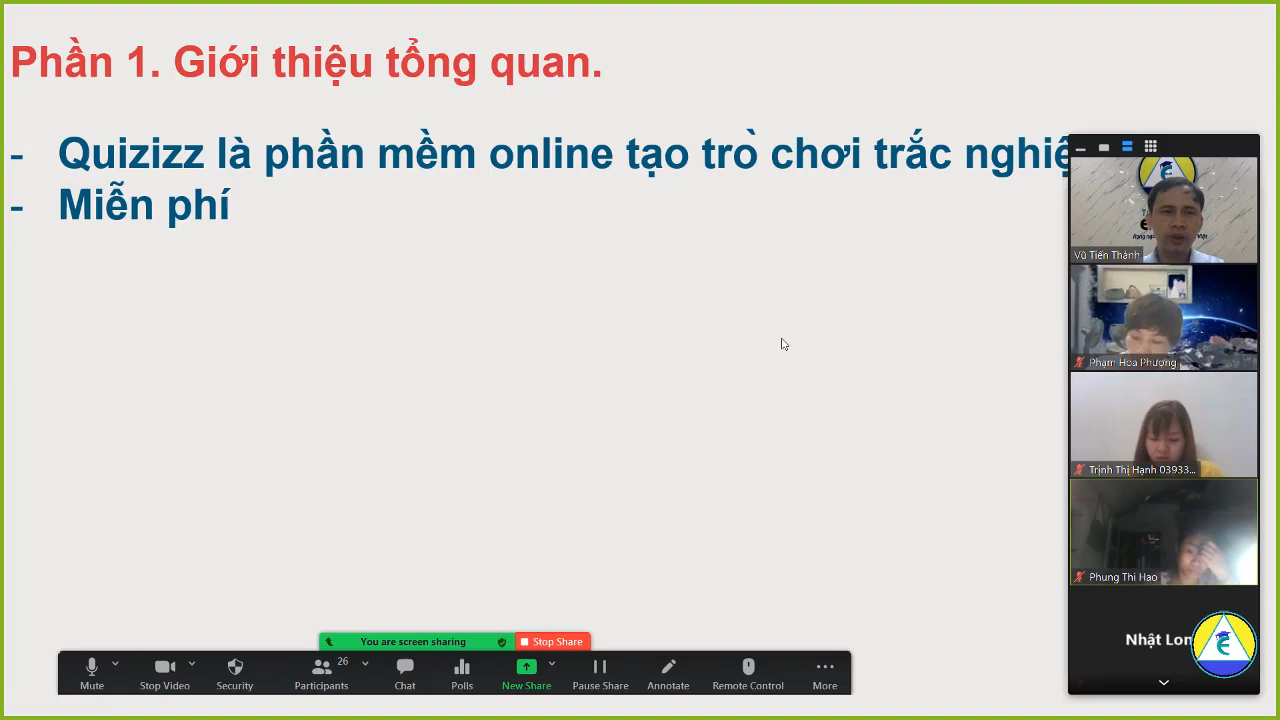 Phần 1. Giới thiệu tổng quan.
- Quizizz là phần mềm online tạo trò chơi trắc nghiệ
- Miễn phí
Vũ Tiến Thành
Phạm Hoa Phượng
Trịnh Thị Hạnh 03933...
Phung Thi Hao
Nhật Lon
You are screen sharing
Stop Share
Mute
Stop Video
Security
26
Participants
Chat
Polls
New Share
Pause Share
Annotate
Remote Control
More